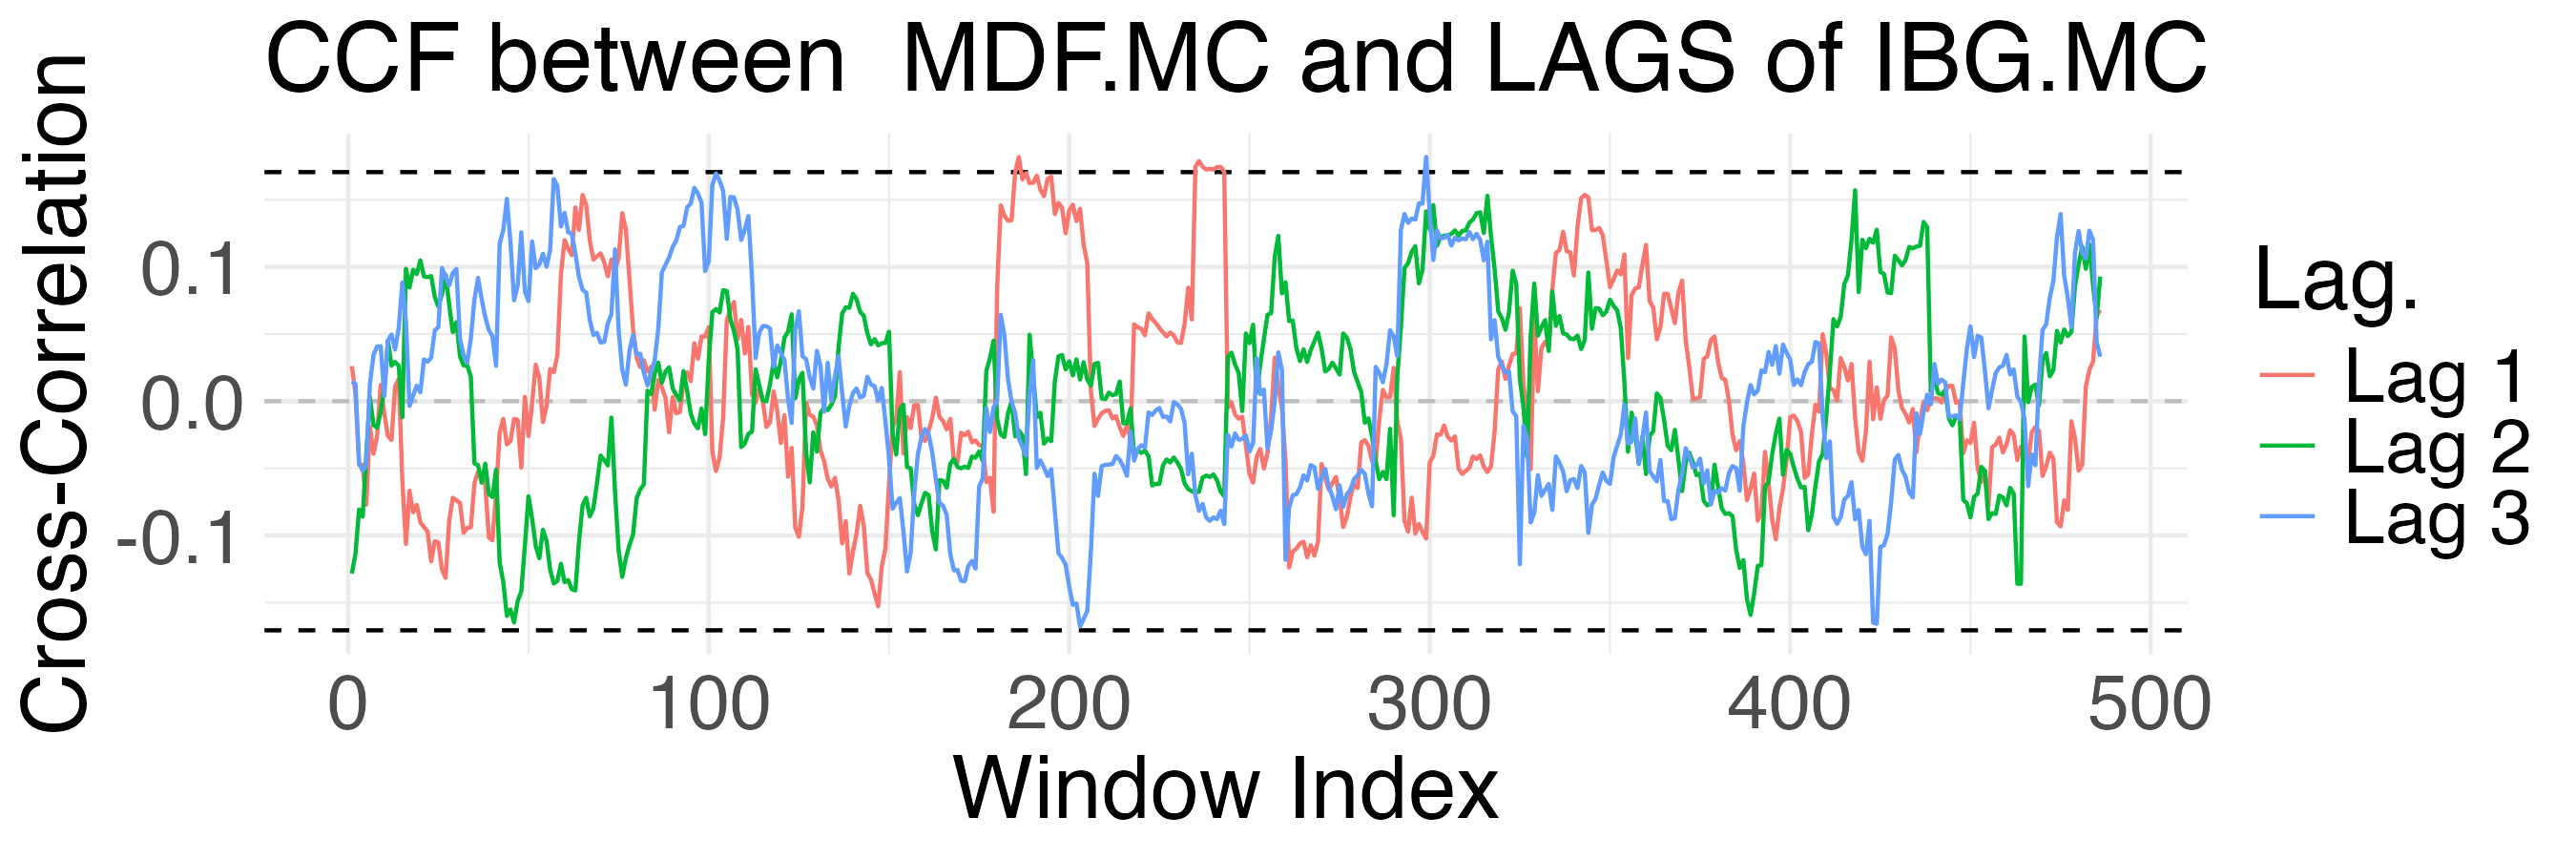 CCF between  MDF.MC and LAGS of IBG.MC
Cross-Correlation
0.1
0.0
-0.1
0 100 200 300 400 500
Window Index
Lag.
Lag 1
Lag 2
Lag 3